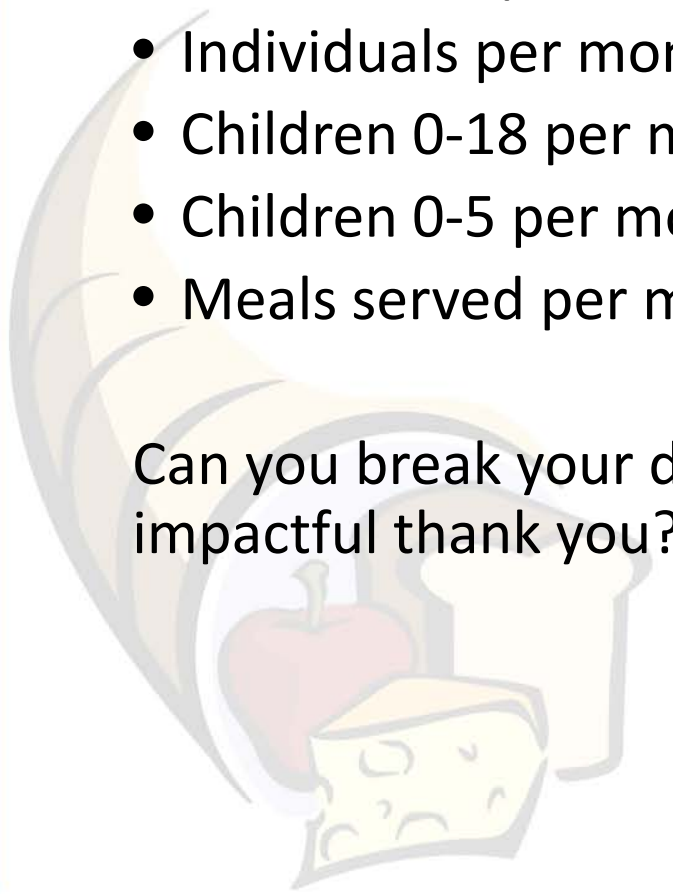 • Individuals per mo
• Children 0-18 per
• Children 0-5 per m
• Meals served per
Can you break your
impactful thank you?